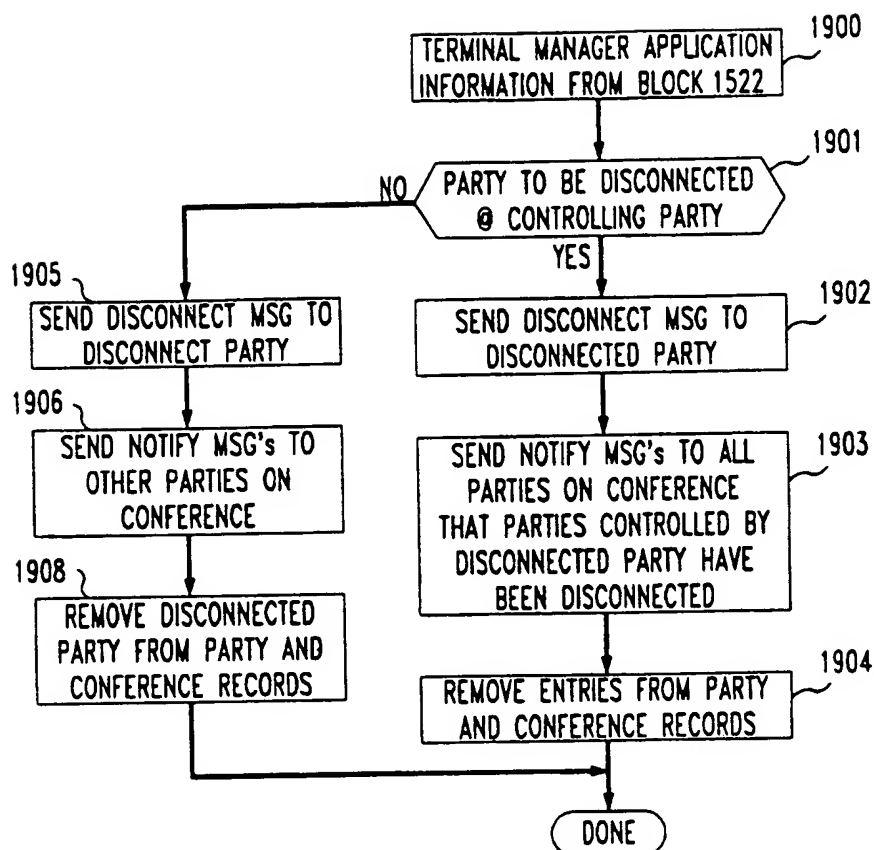 1900
TERMINAL MANAGER APPLICATION
INFORMATION FROM BLOCK 1522
1901
PARTY TO BE DISCONNECTED
@ CONTROLLING PARTY
NO
YES
1905
SEND DISCONNECT MSG TO
DISCONNECT PARTY
1902
SEND DISCONNECT MSG TO
DISCONNECTED PARTY
1906
SEND NOTIFY MSG's TO
OTHER PARTIES ON
CONFERENCE
1903
SEND NOTIFY MSG's TO ALL
PARTIES ON CONFERENCE
THAT PARTIES CONTROLLED BY
DISCONNECTED PARTY HAVE
BEEN DISCONNECTED
1908
REMOVE DISCONNECTED
PARTY FROM PARTY AND
CONFERENCE RECORDS
1904
REMOVE ENTRIES FROM PARTY
AND CONFERENCE RECORDS
DONE